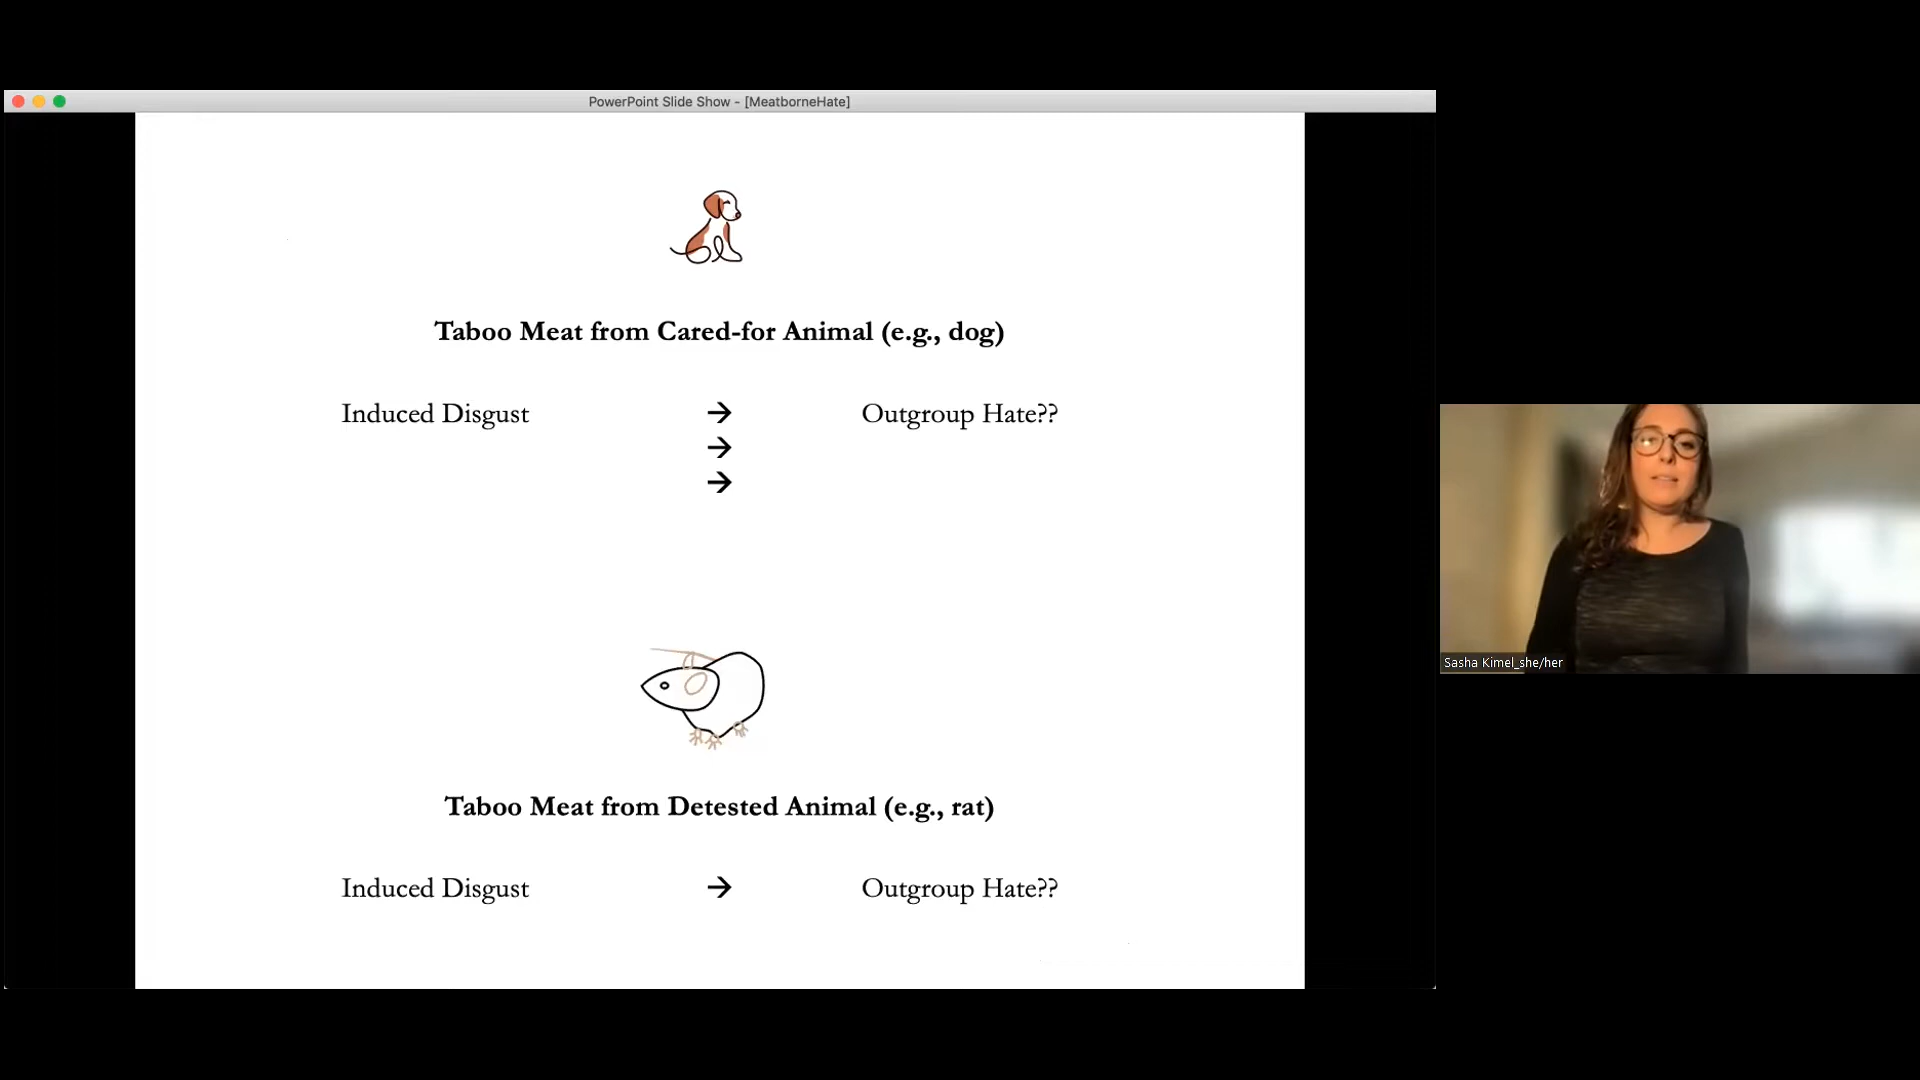 PowerPoint Slide Show - [MeatborneHate]
Taboo Meat from Cared-for Animal (e.g., dog)
Induced Disgust → Outgroup Hate??
→
→
Taboo Meat from Detested Animal (e.g., rat)
Induced Disgust → Outgroup Hate??
Sasha Kimel_she/her